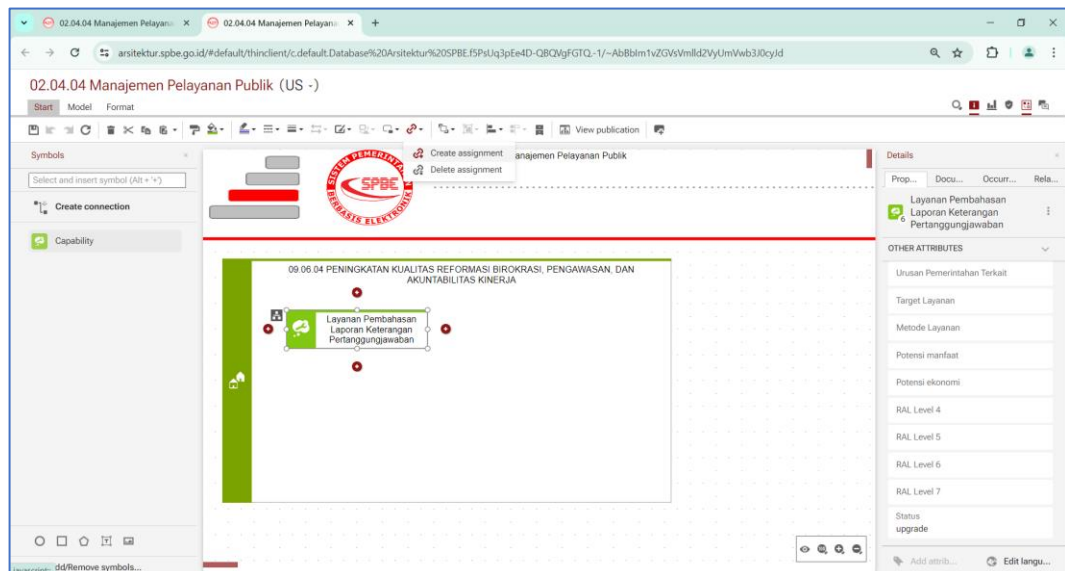 02.04.04 Manajemen Pelayana
02.04.04 Manajemen Pelayana
arsitektur.spbe.go.id/#default/thinclient/c.default.Database%20Arsitektur%20SPBE.f5PsUq3pEe4D-QBQVgFGTQ.-1/~AbBbIm1vZGVsVmlld2VyUmVwb3J0cyJd
02.04.04 Manajemen Pelayanan Publik (US -)
Start Model Format
View publication
Symbols
Select and insert symbol (Alt + '+')
Create connection
Capability
dd/Remove symbols...
Create assignment
Delete assignment
anajemen Pelayanan Publik
SISTEM PEMERINTA
SPBE
BERBASIS ELEKTRONIK
09.06.04 PENINGKATAN KUALITAS REFORMASI BIROKRASI, PENGAWASAN, DAN
AKUNTABILITAS KINERJA
Layanan Pembahasan
Laporan Keterangan
Pertanggungjawaban
Details
Prop... Docu... Occurr... Rela...
6
Layanan Pembahasan
Laporan Keterangan
Pertanggungjawaban
OTHER ATTRIBUTES
Urusan Pemerintahan Terkait
Target Layanan
Metode Layanan
Potensi manfaat
Potensi ekonomi
RAL Level 4
RAL Level 5
RAL Level 6
RAL Level 7
Status
upgrade
Add attrib... Edit langu...